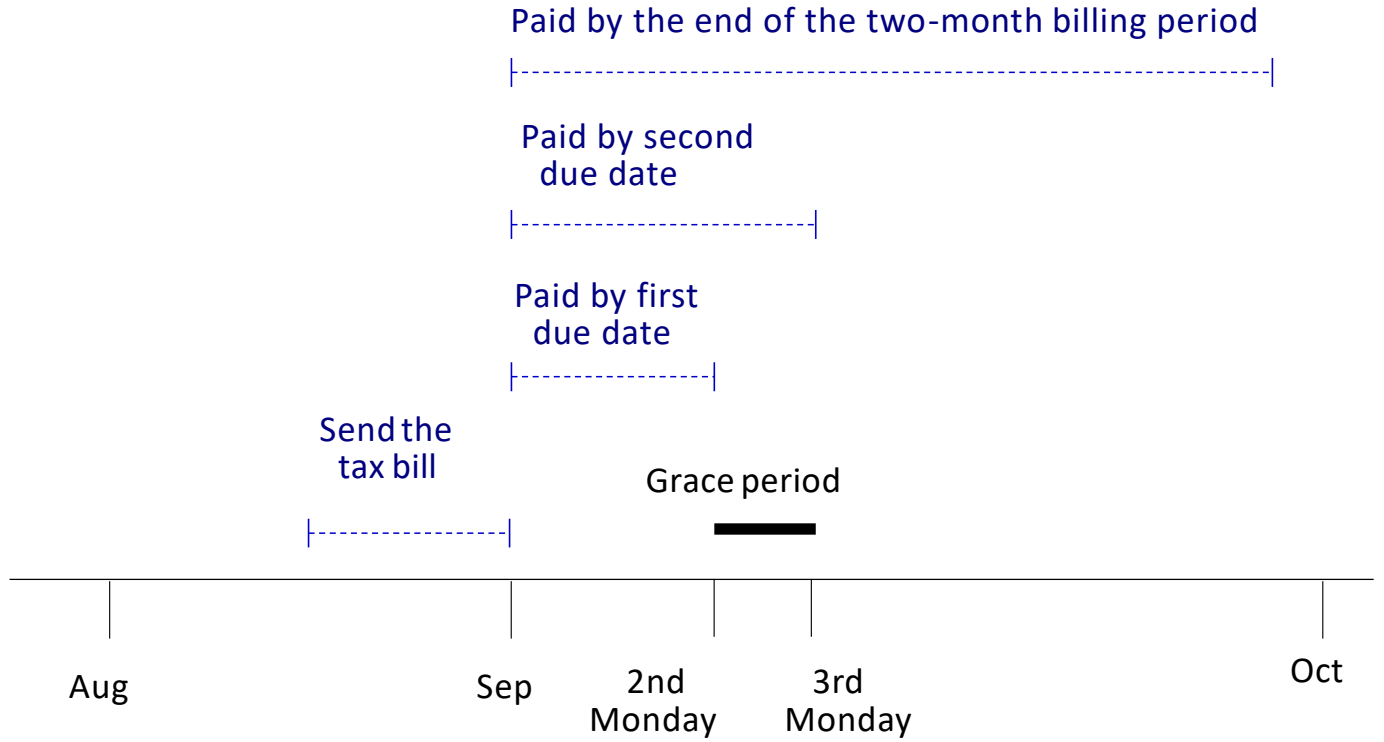 Paid by the end of the two-month billing period
Paid by second
due date
Paid by first
due date
Send the
tax bill
Grace period
Aug
Sep
2nd
Monday
3rd
Monday
Oct